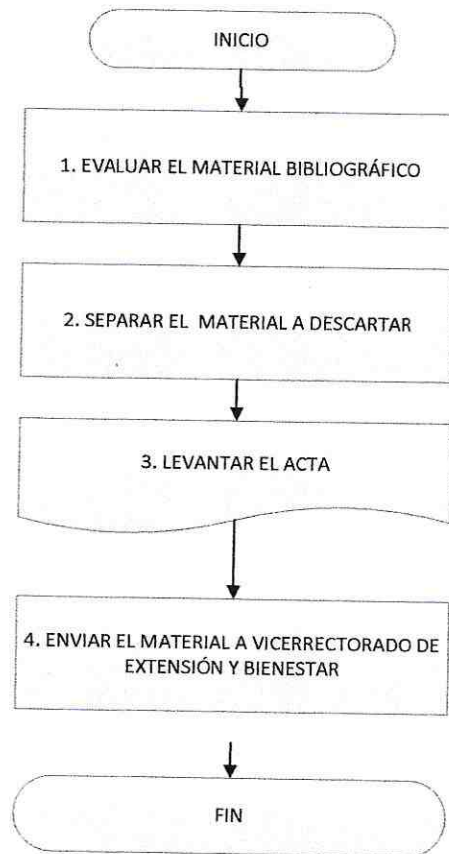 INICIO
1. EVALUAR EL MATERIAL BIBLIOGRÁFICO
2. SEPARAR EL MATERIAL A DESCARTAR
3. LEVANTAR EL ACTA
4. ENVIAR EL MATERIAL A VICERRECTORADO DE
EXTENSIÓN Y BIENESTAR
FIN